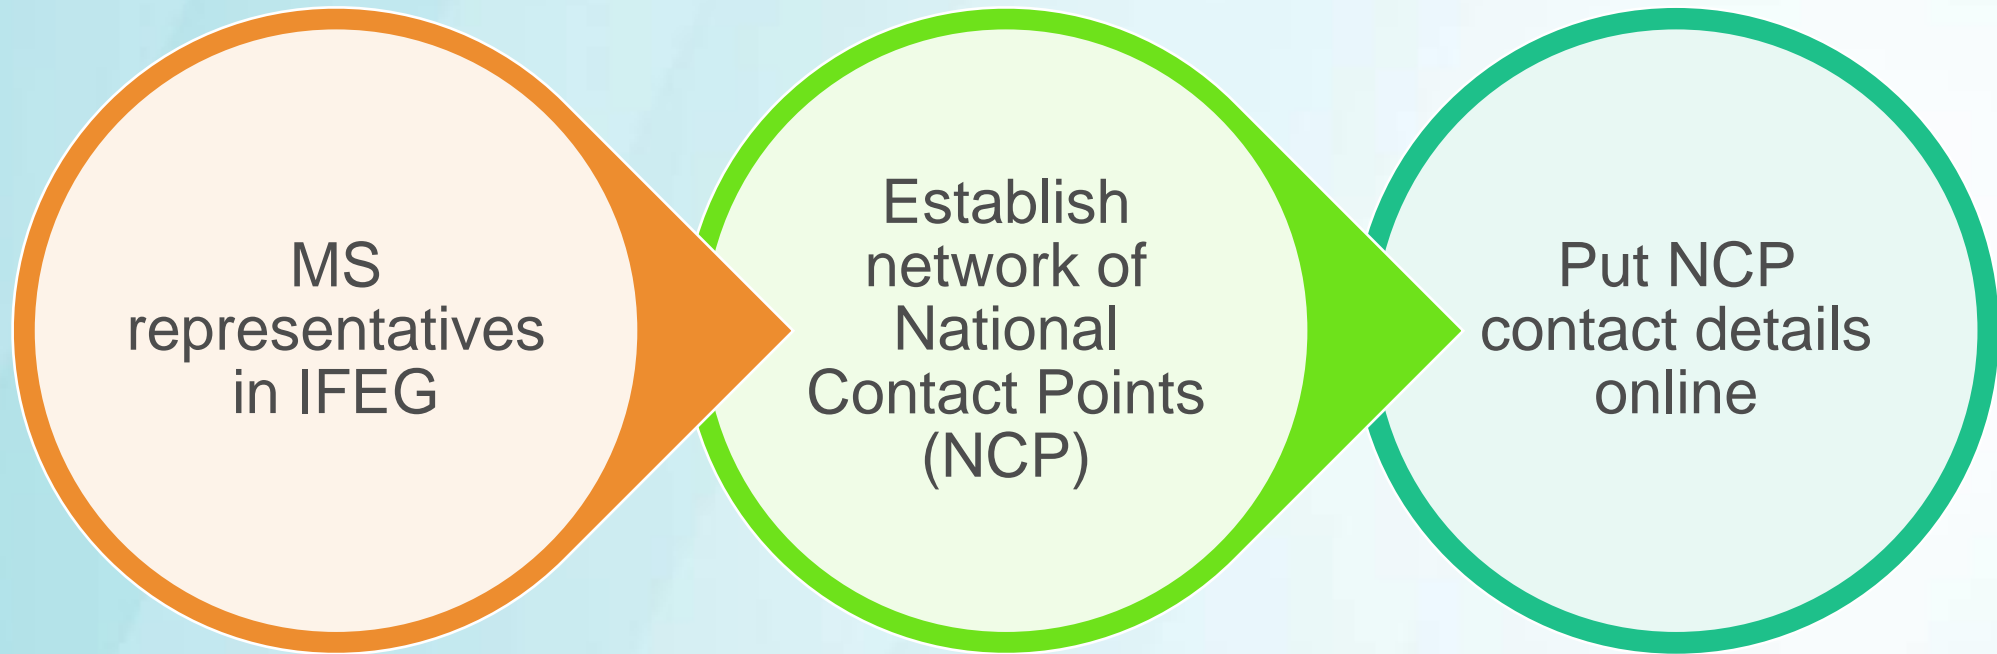 MS
representatives
in IFEG
Establish
network of
National
Contact Points
(NCP)
Put NCP
contact details
online